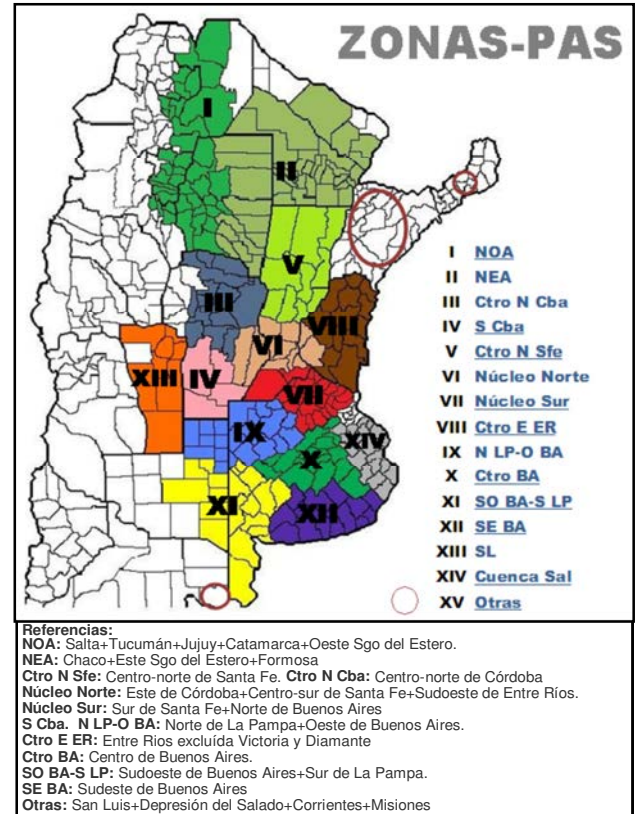 ZONAS-PAS
I
II
III
V
VIII
VI
XIII
IV
VII
IX
XIV
X
XI
XII
I NOA
II NEA
III Ctro N Cba
IV S Cba
V Ctro N Sfe
VI Núcleo Norte
VII Núcleo Sur
VIII Ctro E ER
IX N LP-O BA
X Ctro BA
XI SO BA-S LP
XII SE BA
XIII SL
XIV Cuenca Sal
XV Otras
Referencias:
NOA: Salta+Tucumán+Jujuy+Catamarca+Oeste Sgo del Estero.
NEA: Chaco+Este Sgo del Estero+Formosa
Ctro N Sfe: Centro-norte de Santa Fe. Ctro N Cba: Centro-norte de Córdoba
Núcleo Norte: Este de Córdoba+Centro-sur de Santa Fe+Sudoeste de Entre Ríos.
Núcleo Sur: Sur de Santa Fe+Norte de Buenos Aires
S Cba. N LP-O BA: Norte de La Pampa+Oeste de Buenos Aires.
Ctro E ER: Entre Rios excluída Victoria y Diamante
Ctro BA: Centro de Buenos Aires.
SO BA-S LP: Sudoeste de Buenos Aires+Sur de La Pampa.
SE BA: Sudeste de Buenos Aires
Otras: San Luis+Depresión del Salado+Corrientes+Misiones